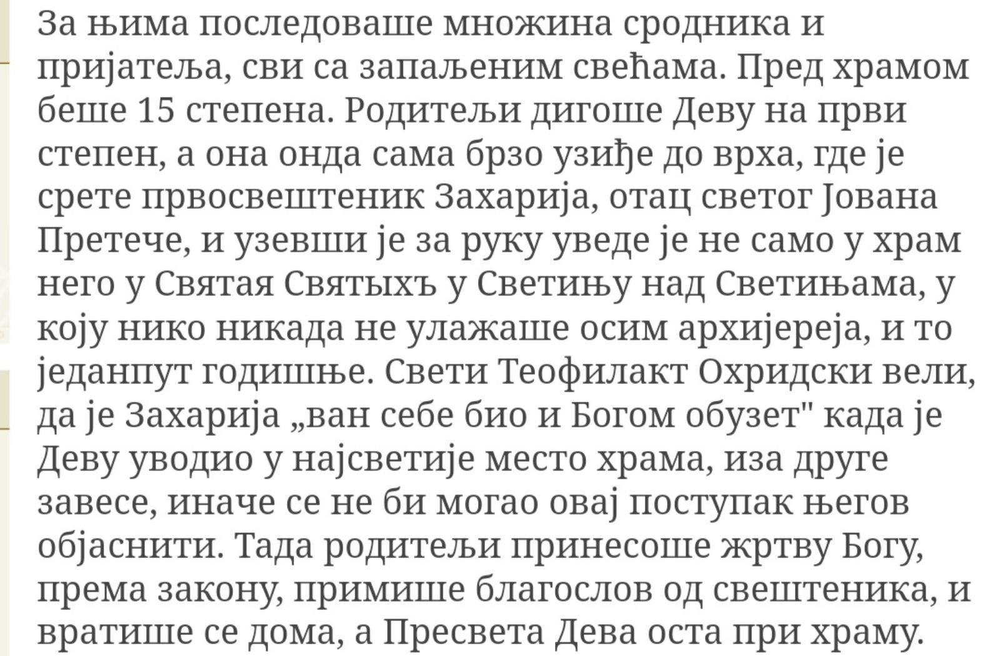 За њима последоваше множина сродника и
пријатеља, сви са запаљеним свећама. Пред храмом
беше 15 степена. Родитељи дигоше Деву на први
степен, а она онда сама брзо узиђе до врха, где је
срете првосвештеник Захарија, отац светог Јована
Претече, и узевши је за руку уведе је не само у храм
него у Святая Святыхъ у Светињу над Светињама, у
коју нико никада не улажаше осим архијереја, и то
једанпут годишње. Свети Теофилакт Охридски вели,
да је Захарија „ван себе био и Богом обузет" када је
Деву уводио у најсветије место храма, иза друге
завесе, иначе се не би могао овај поступак његов
објаснити. Тада родитељи принесоше жртву Богу,
према закону, примише благослов од свештеника, и
вратише се дома, а Пресвета Дева оста при храму.